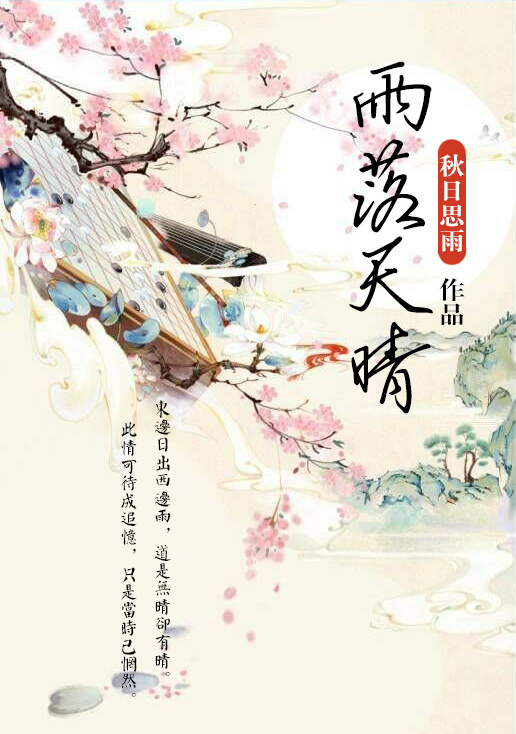 雨落天晴
秋日思雨
作品
東邊日出西邊雨，道是無晴卻有晴。
此情可待成追憶，只是當時已惘然。